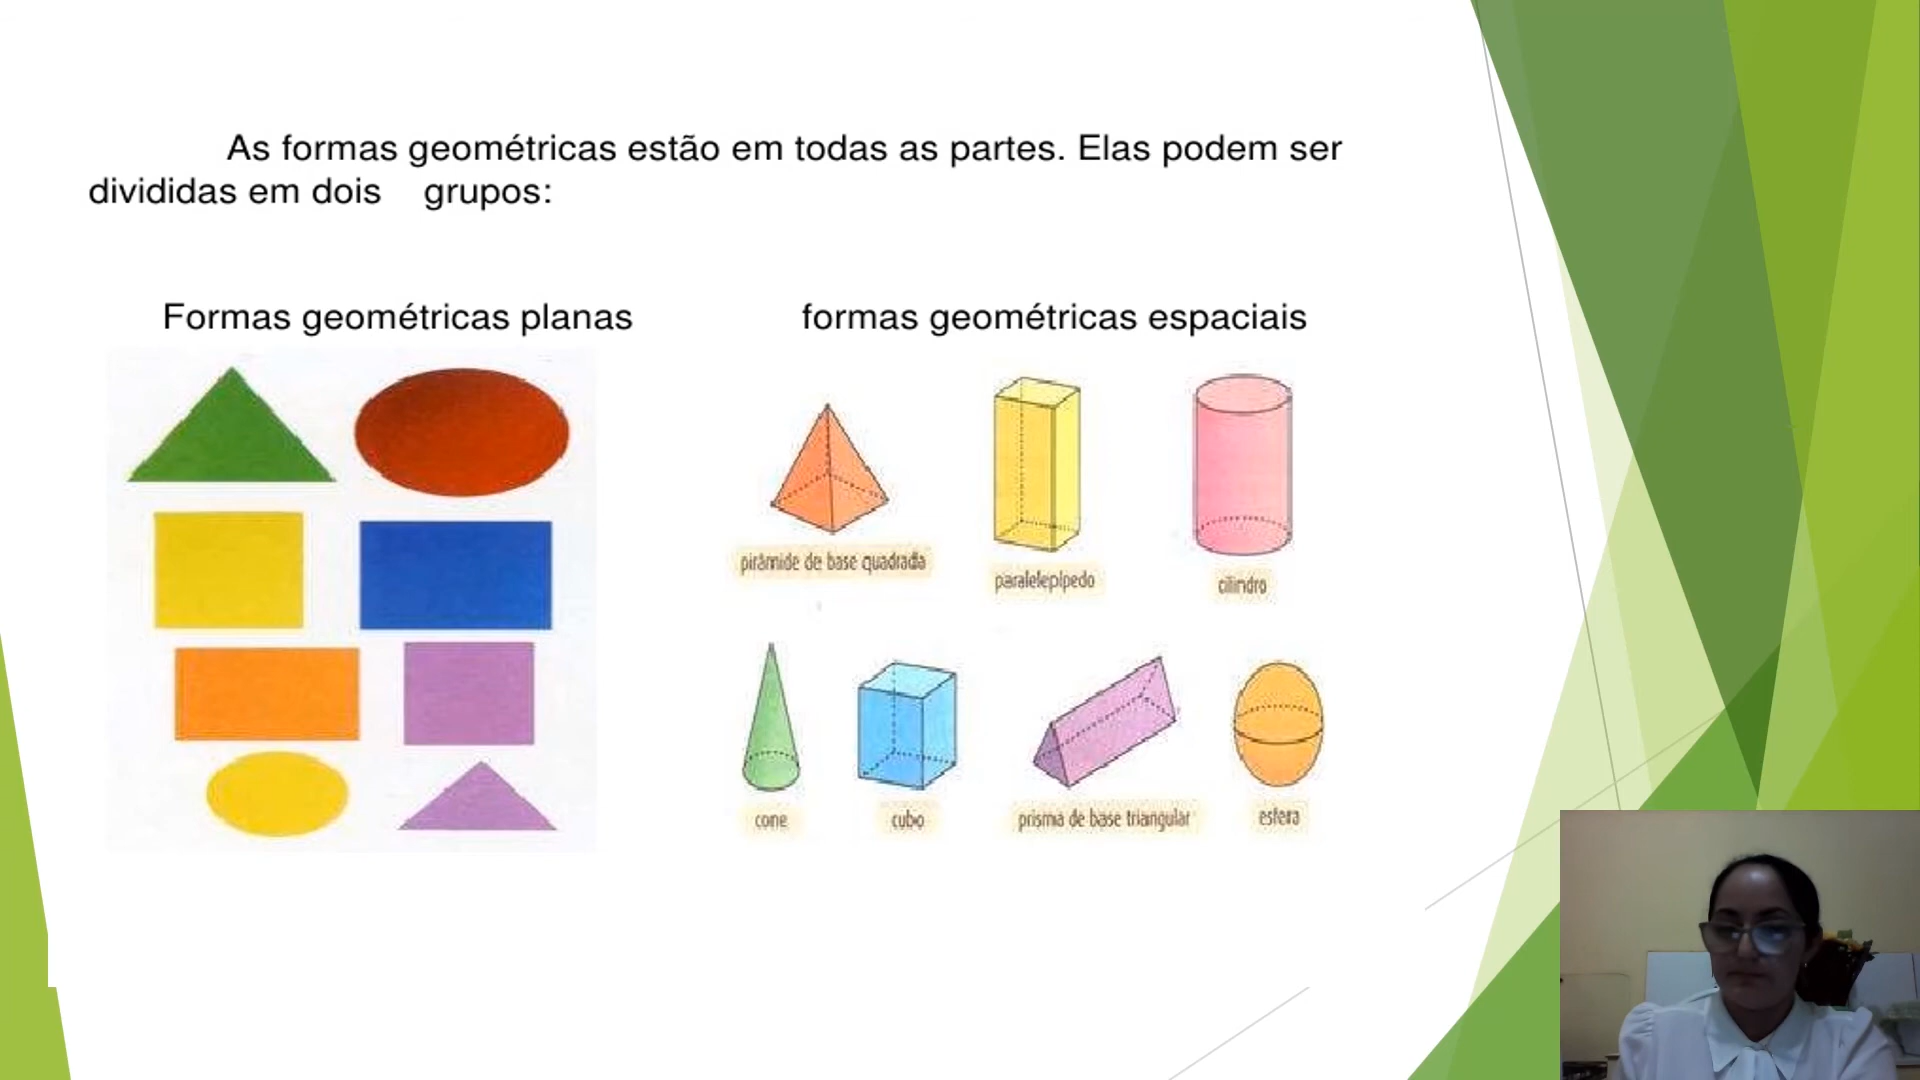 As formas geométricas estão em todas as partes. Elas podem ser
divididas em dois grupos:
Formas geométricas planas
formas geométricas espaciais
pirâmide de base quadrada
paralelepípedo
cilindro
cone
cubo
prisma de base triangular
esfera